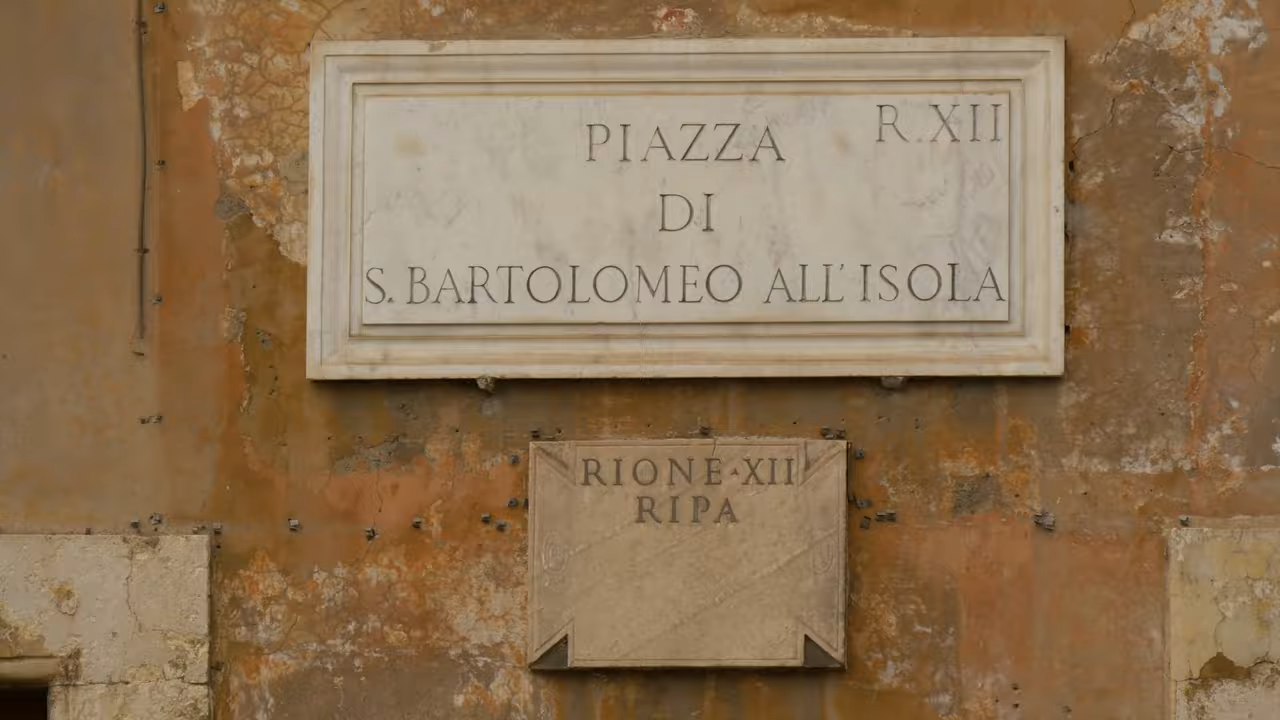 R.XII
PIAZZA
DI
S. BARTOLOMEO ALL'ISOLA
RIONE·XII
RIPA